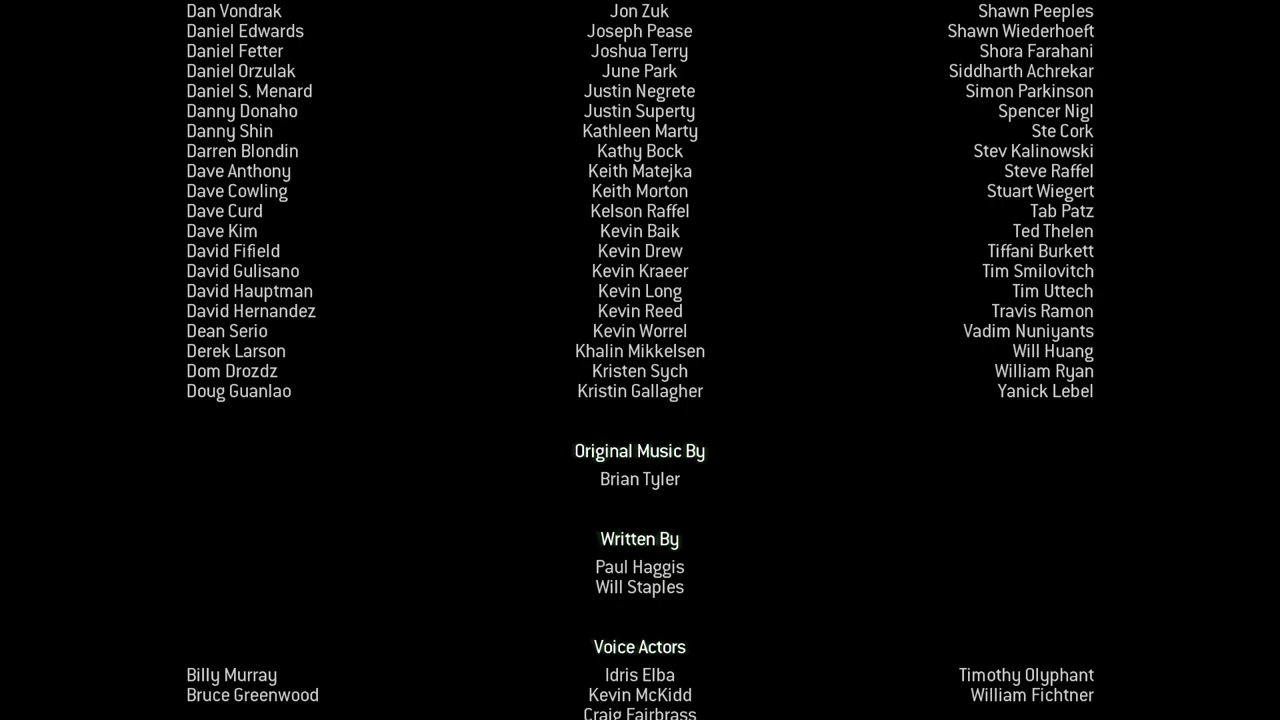 Dan Vondrak Jon Zuk Shawn Peeples
Daniel Edwards Joseph Pease Shawn Wiederhoeft
Daniel Fetter Joshua Terry Shora Farahani
Daniel Orzulak June Park Siddharth Achrekar
Daniel S. Menard Justin Negrete Simon Parkinson
Danny Donaho Justin Superty Spencer Nigl
Danny Shin Kathleen Marty Ste Cork
Darren Blondin Kathy Bock Stev Kalinowski
Dave Anthony Keith Matejka Steve Raffel
Dave Cowling Keith Morton Stuart Wiegert
Dave Curd Kelson Raffel Tab Patz
Dave Kim Kevin Baik Ted Thelen
David Fifield Kevin Drew Tiffani Burkett
David Gulisano Kevin Kraeer Tim Smilovitch
David Hauptman Kevin Long Tim Uttech
David Hernandez Kevin Reed Travis Ramon
Dean Serio Kevin Worrel Vadim Nuniyants
Derek Larson Khalin Mikkelsen Will Huang
Dom Drozdz Kristen Sych William Ryan
Doug Guanlao Kristin Gallagher Yanick Lebel
Original Music By
Brian Tyler
Written By
Paul Haggis
Will Staples
Voice Actors
Billy Murray Idris Elba Timothy Olyphant
Bruce Greenwood Kevin McKidd William Fichtner
Craig Fairbrass